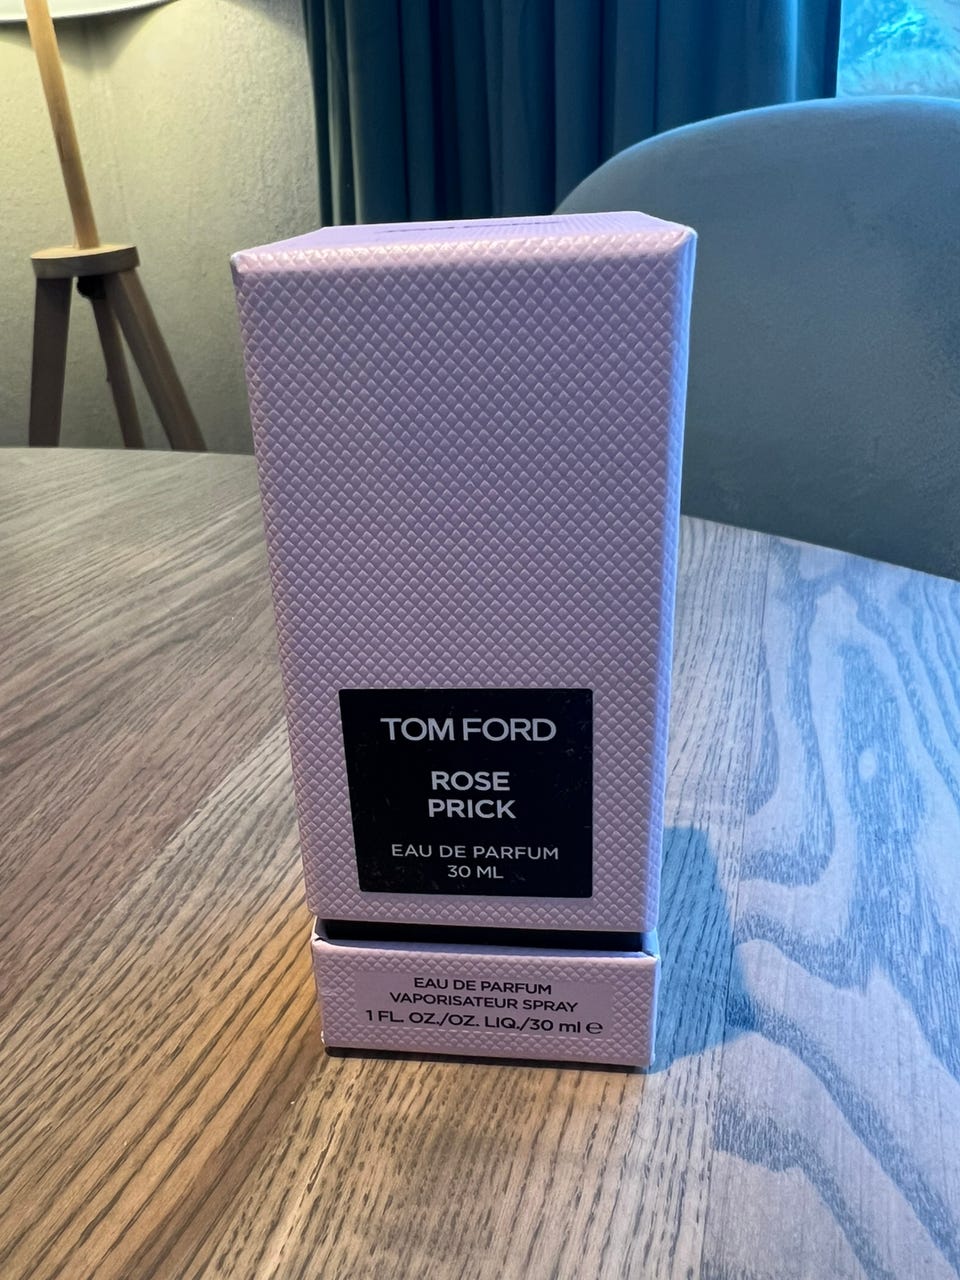 TOM FORD
ROSE
PRICK
EAU DE PARFUM
30 ML
EAU DE PARFUM
VAPORISATEUR SPRAY
1 FL. OZ./OZ. LIQ./30 ml ℮